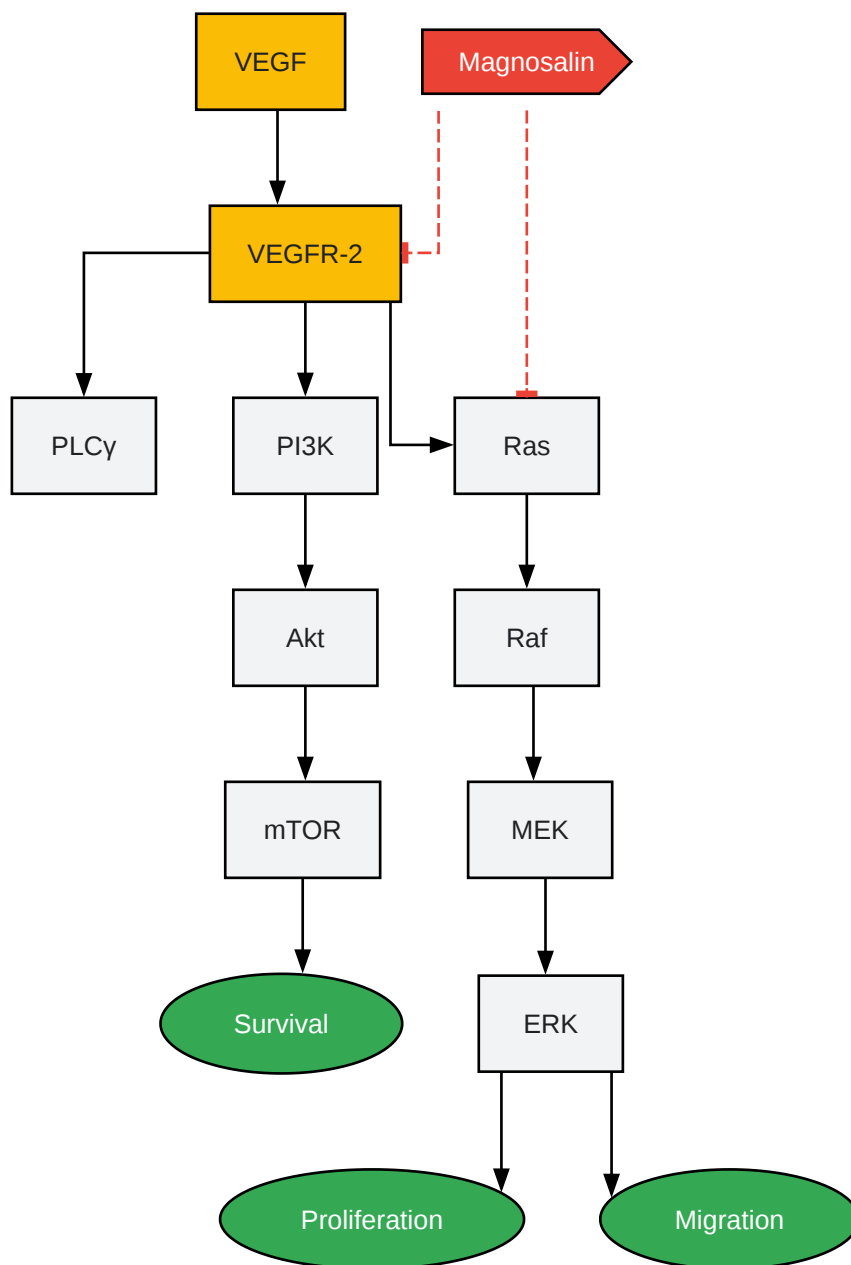 VEGF
Magnosalin
VEGFR-2
PLCγ
PI3K
Ras
Akt
Raf
mTOR
MEK
Survival
ERK
Proliferation
Migration